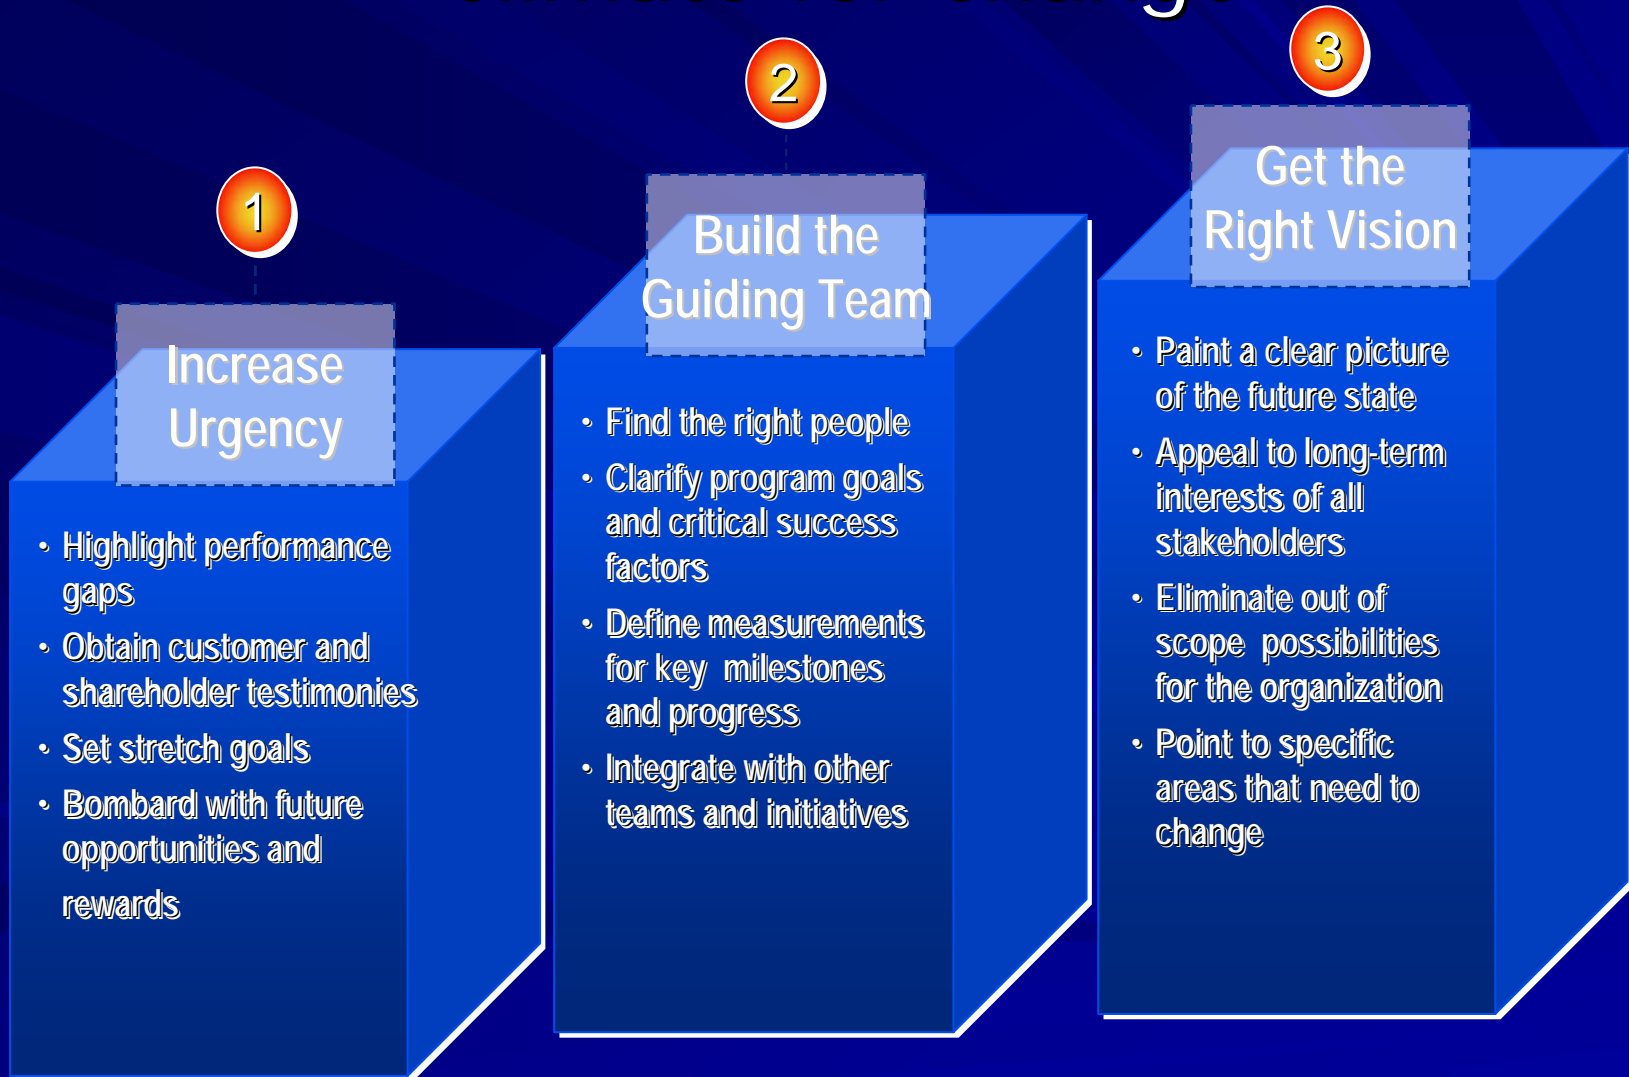 climate for change
1
Increase
Urgency
• Highlight performance
gaps
• Obtain customer and
shareholder testimonies
• Set stretch goals
• Bombard with future
opportunities and
rewards
2
Build the
Guiding Team
• Find the right people
• Clarify program goals
and critical success
factors
• Define measurements
for key  milestones
and progress
• Integrate with other
teams and initiatives
3
Get the
Right Vision
• Paint a clear picture
of the future state
• Appeal to long-term
interests of all
stakeholders
• Eliminate out of
scope  possibilities
for the organization
• Point to specific
areas that need to
change